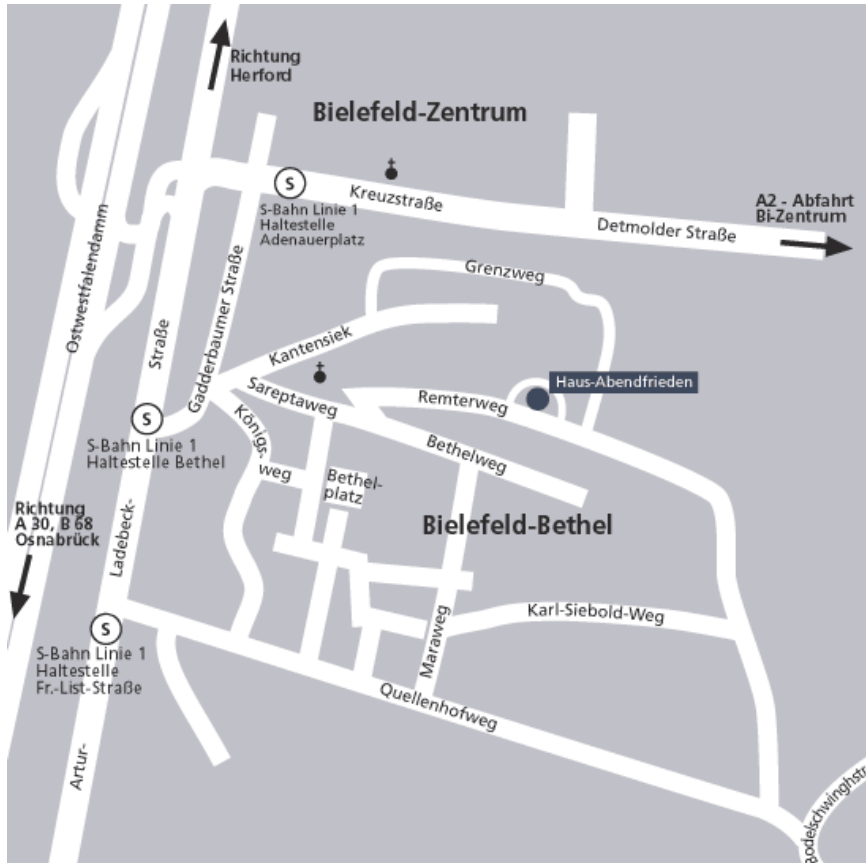 Richtung
Herford
Bielefeld-Zentrum
S
Kreuzstraße
S-Bahn Linie 1
Haltestelle
Adenauerplatz
A2 - Abfahrt
Bi-Zentrum
Detmolder Straße
Ostwestfalendamm
Grenzweg
Gadderbaumer Straße
Straße
Kantensiek
Haus-Abendfrieden
Sareptaweg
Remterweg
S
S-Bahn Linie 1
Haltestelle Bethel
Königs-
weg
Bethelweg
Bethel-
platz
Richtung
A 30, B 68
Osnabrück
Ladebeck-
Bielefeld-Bethel
Karl-Siebold-Weg
S
S-Bahn Linie 1
Haltestelle
Fr.-List-Straße
Maraweg
Quellenhofweg
Artur-
Bodelschwinghstr